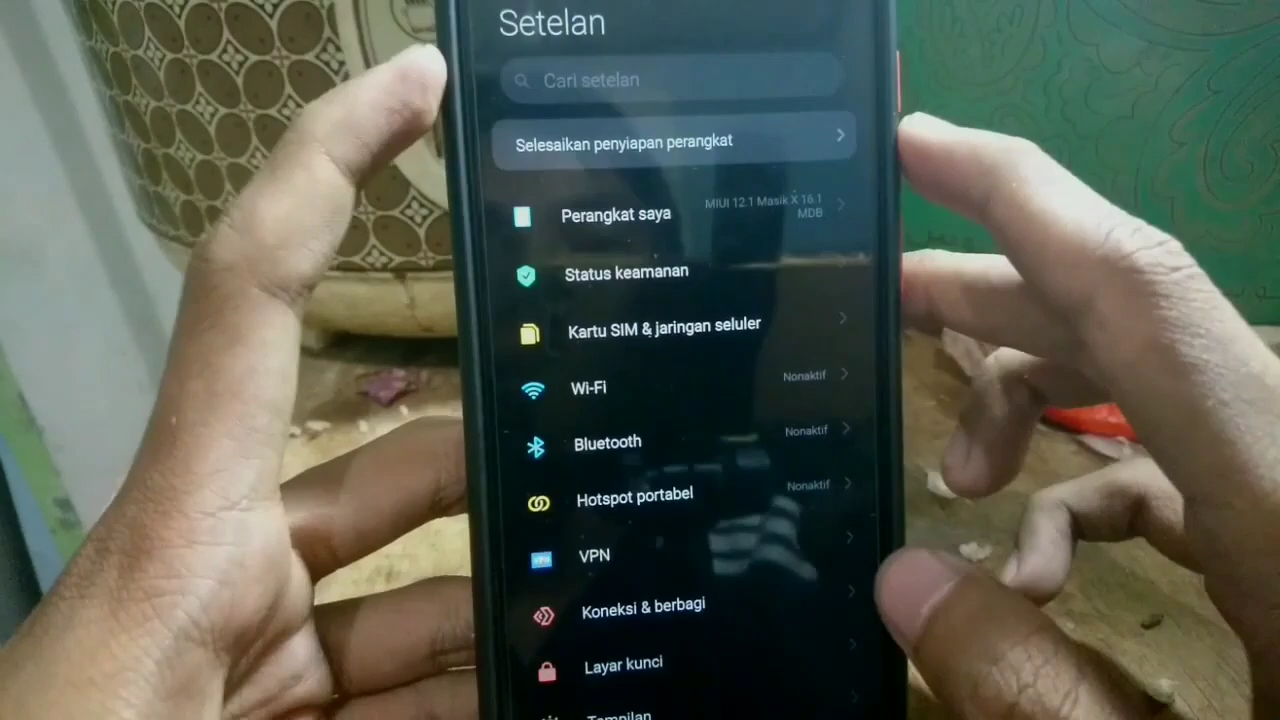 Setelan
Cari setelan
Selesaikan penyiapan perangkat
Perangkat saya
MIUI 12.1 Masik X 16.1
MDB
Status keamanan
Kartu SIM & jaringan seluler
Wi-Fi
Nonaktif
Bluetooth
Nonaktif
Hotspot portabel
Nonaktif
VPN
Koneksi & berbagi
Layar kunci
Tampilan